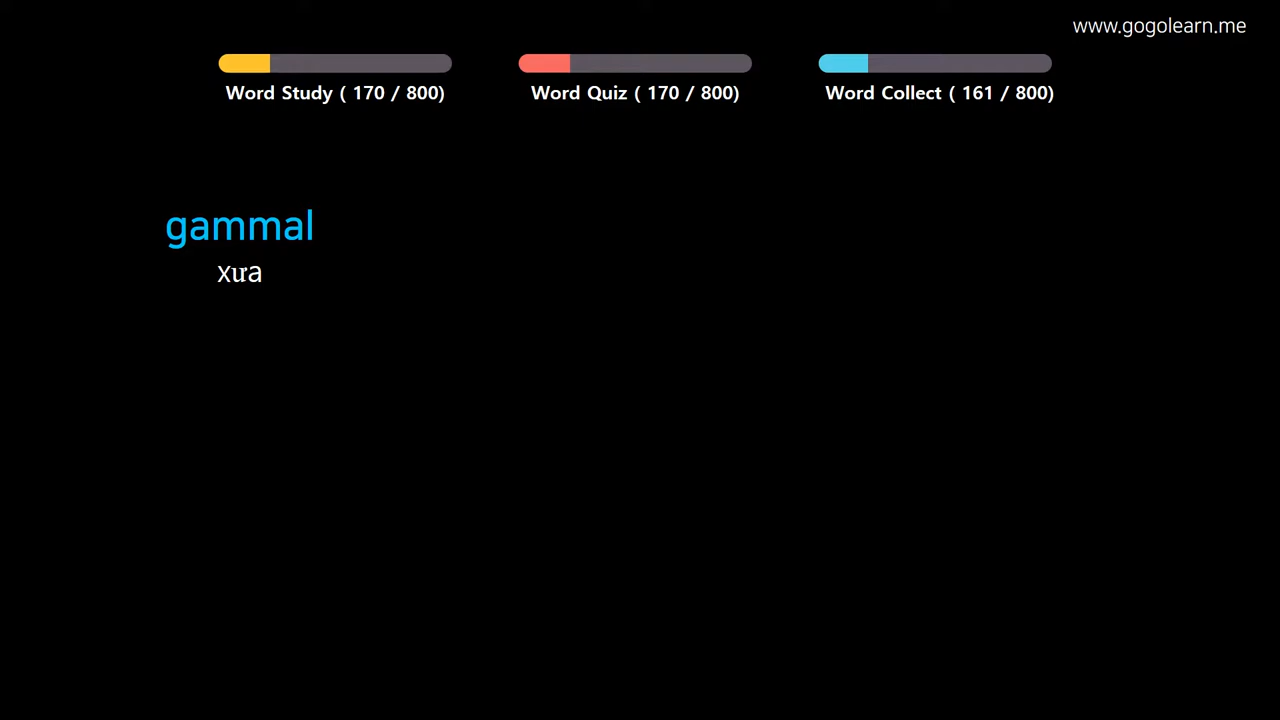 www.gogolearn.me
Word Study ( 170 / 800)
Word Quiz ( 170 / 800)
Word Collect ( 161 / 800)
gammal
xưa